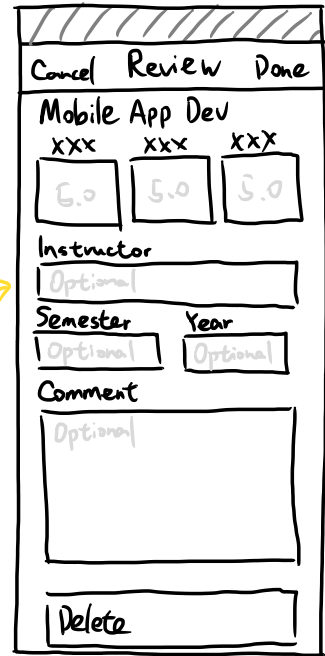 Cancel Review Done
Mobile App Dev
xxx xxx xxx
5.0 5.0 5.0
Instructor
Optional
Semester Year
Optional Optional
Comment
Optional
Delete